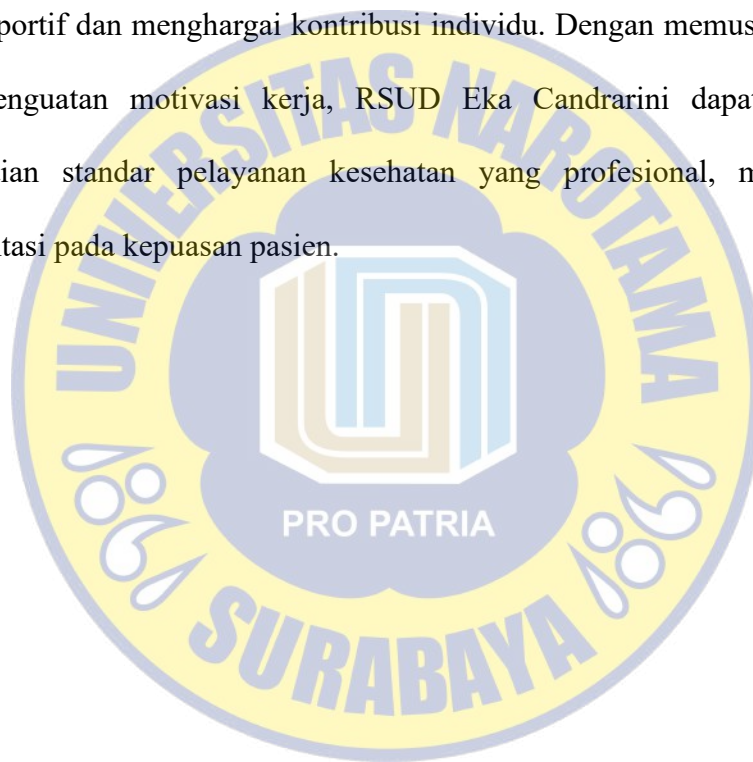 portif dan menghargai kontribusi individu. Dengan memus
enguatan motivasi kerja, RSUD Eka Candrarini dapat
ian standar pelayanan kesehatan yang profesional, m
tasi pada kepuasan pasien.
UNIVERSITAS NAROTAMA
PRO PATRIA
SURABAYA